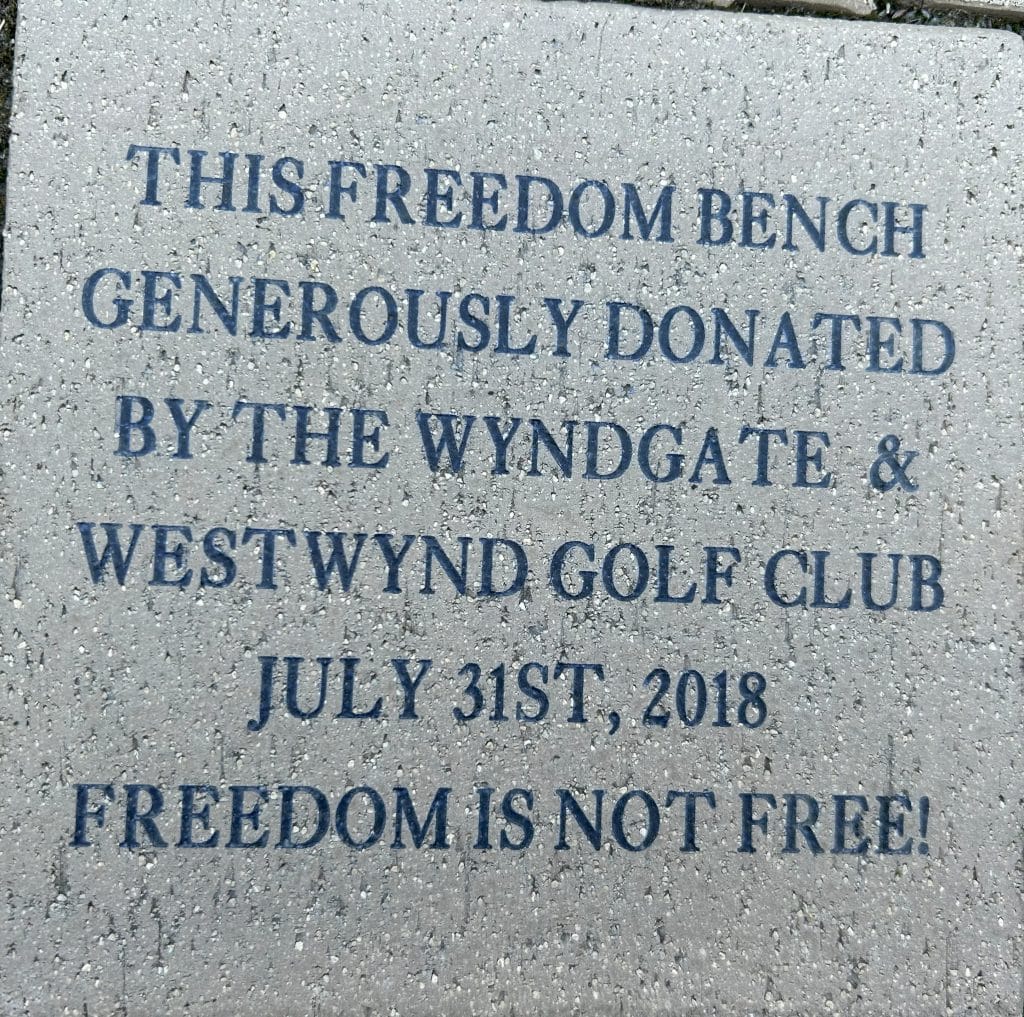 THIS FREEDOM BENCH
GENEROUSLY DONATED
BY THE WYNDGATE &
WESTWYND GOLF CLUB
JULY 31ST, 2018
FREEDOM IS NOT FREE!